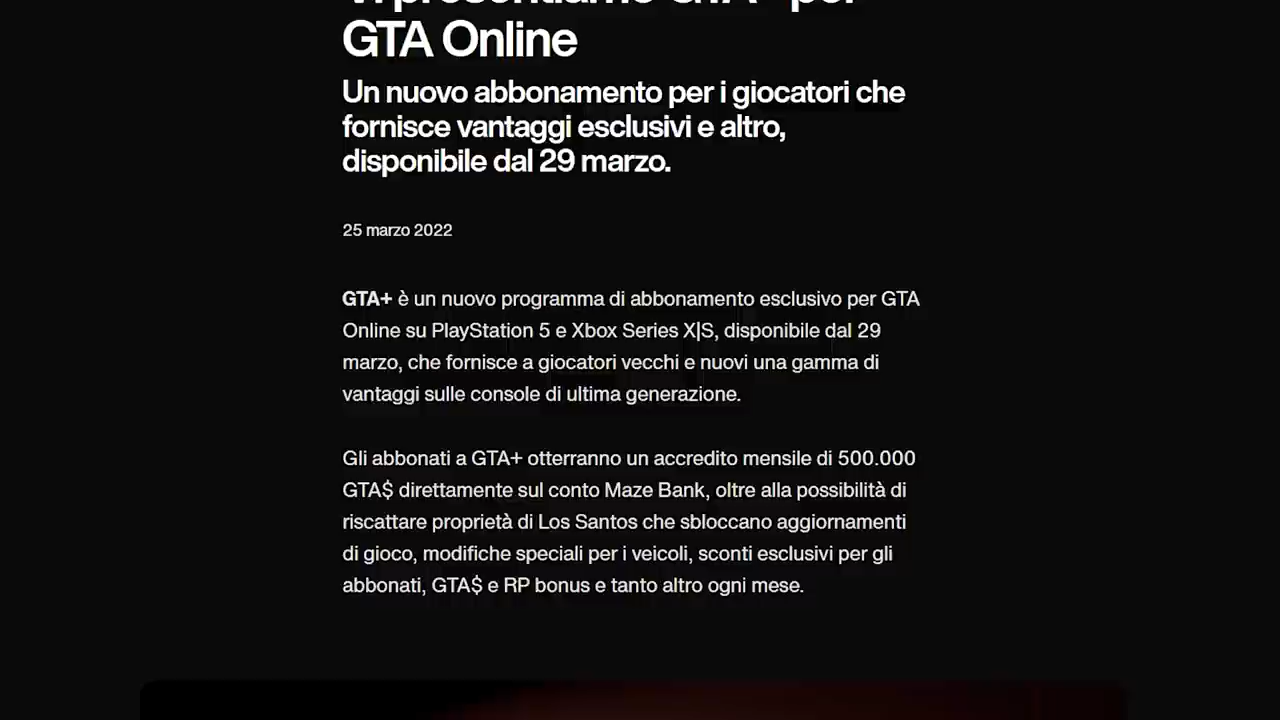 Vi presentiamo GTA+ per
GTA Online
Un nuovo abbonamento per i giocatori che
fornisce vantaggi esclusivi e altro,
disponibile dal 29 marzo.
25 marzo 2022
GTA+ è un nuovo programma di abbonamento esclusivo per GTA
Online su PlayStation 5 e Xbox Series X|S, disponibile dal 29
marzo, che fornisce a giocatori vecchi e nuovi una gamma di
vantaggi sulle console di ultima generazione.
Gli abbonati a GTA+ otterranno un accredito mensile di 500.000
GTA$ direttamente sul conto Maze Bank, oltre alla possibilità di
riscattare proprietà di Los Santos che sbloccano aggiornamenti
di gioco, modifiche speciali per i veicoli, sconti esclusivi per gli
abbonati, GTA$ e RP bonus e tanto altro ogni mese.